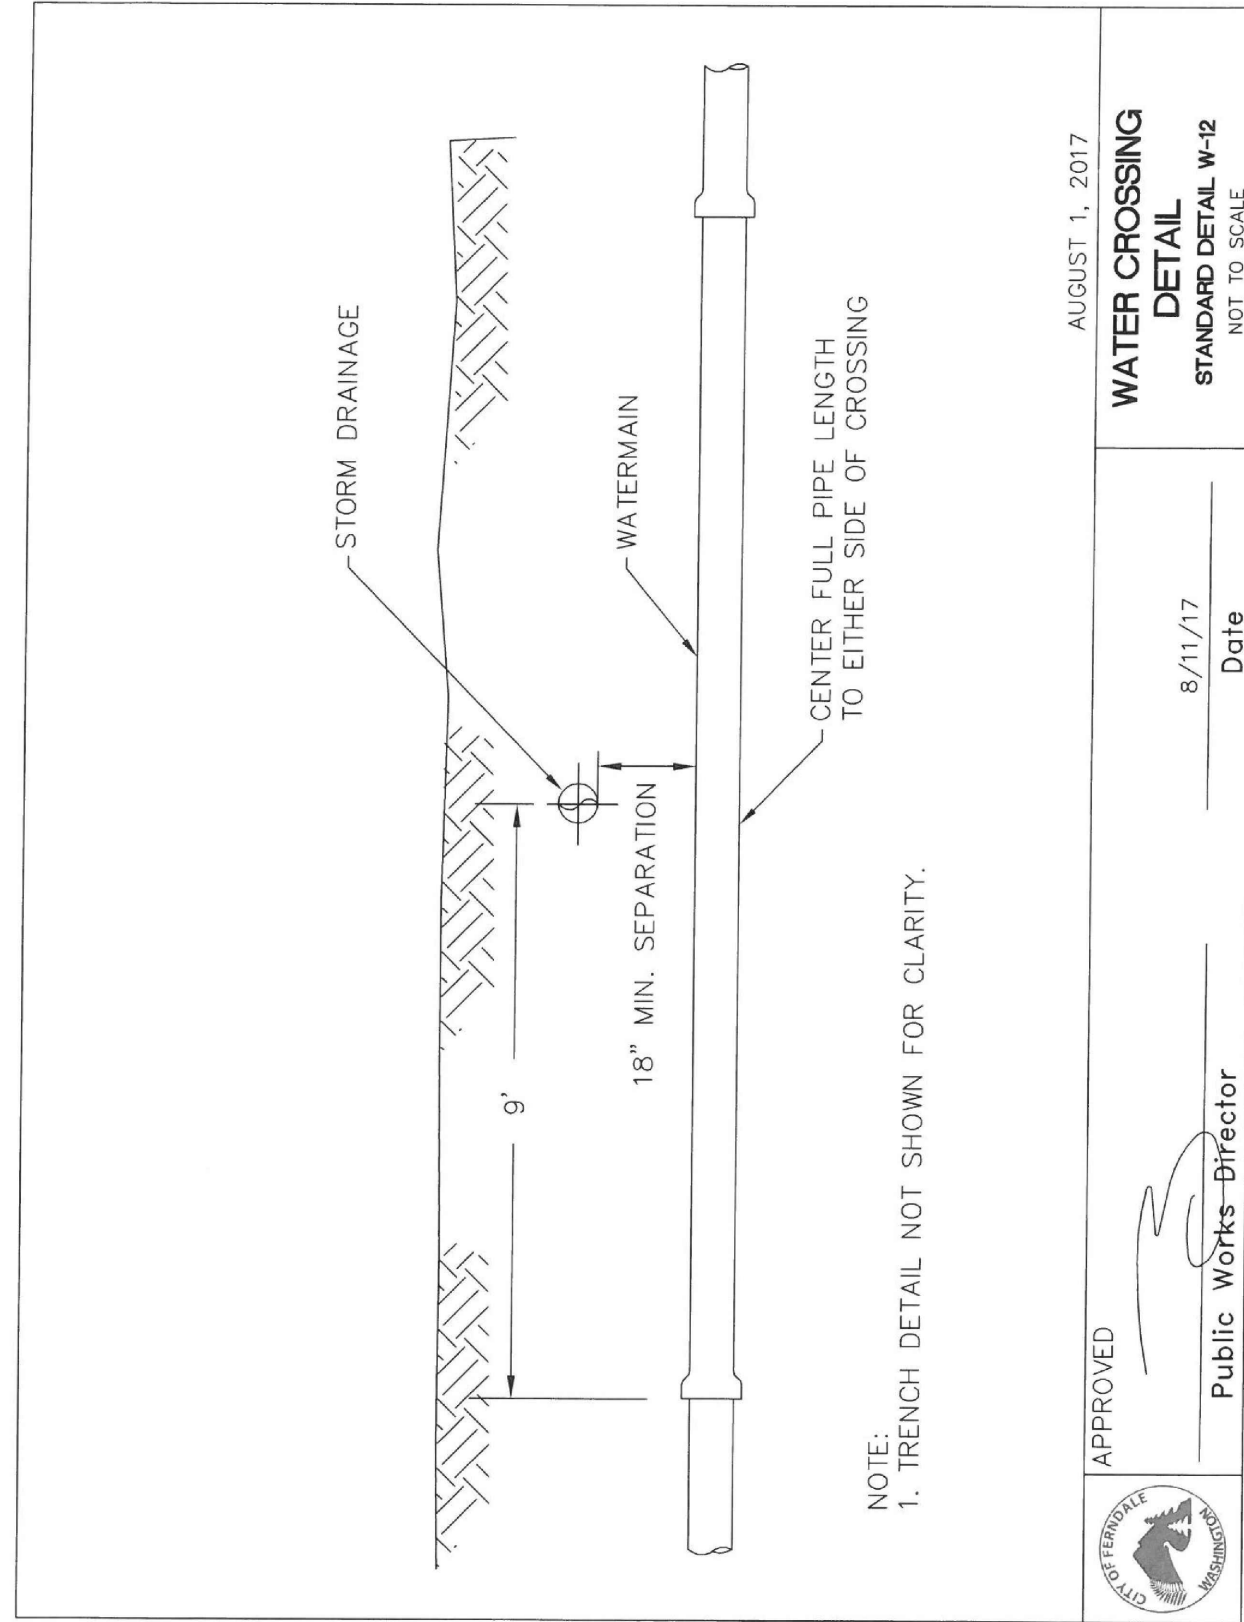 STORM DRAINAGE
9'
18” MIN. SEPARATION
WATERMAIN
CENTER FULL PIPE LENGTH
TO EITHER SIDE OF CROSSING
NOTE:
1. TRENCH DETAIL NOT SHOWN FOR CLARITY.
AUGUST 1, 2017
CITY OF FERNDALE
WASHINGTON
APPROVED
Public Works Director
8/11/17
Date
WATER CROSSING
DETAIL
STANDARD DETAIL W-12
NOT TO SCALE